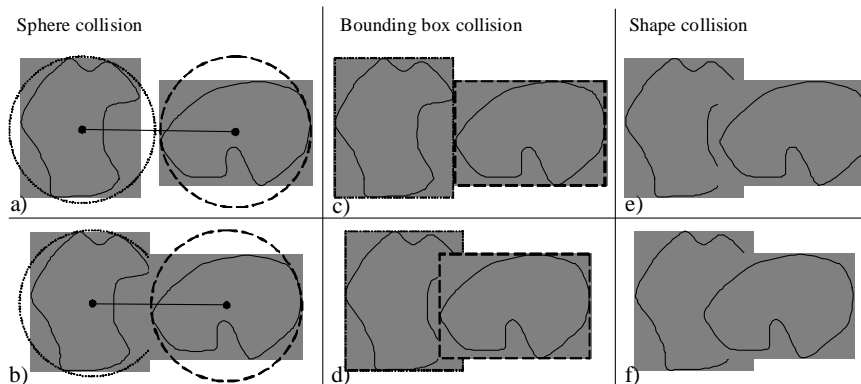 Sphere collision
Bounding box collision
Shape collision
a)
c)
e)
b)
d)
f)